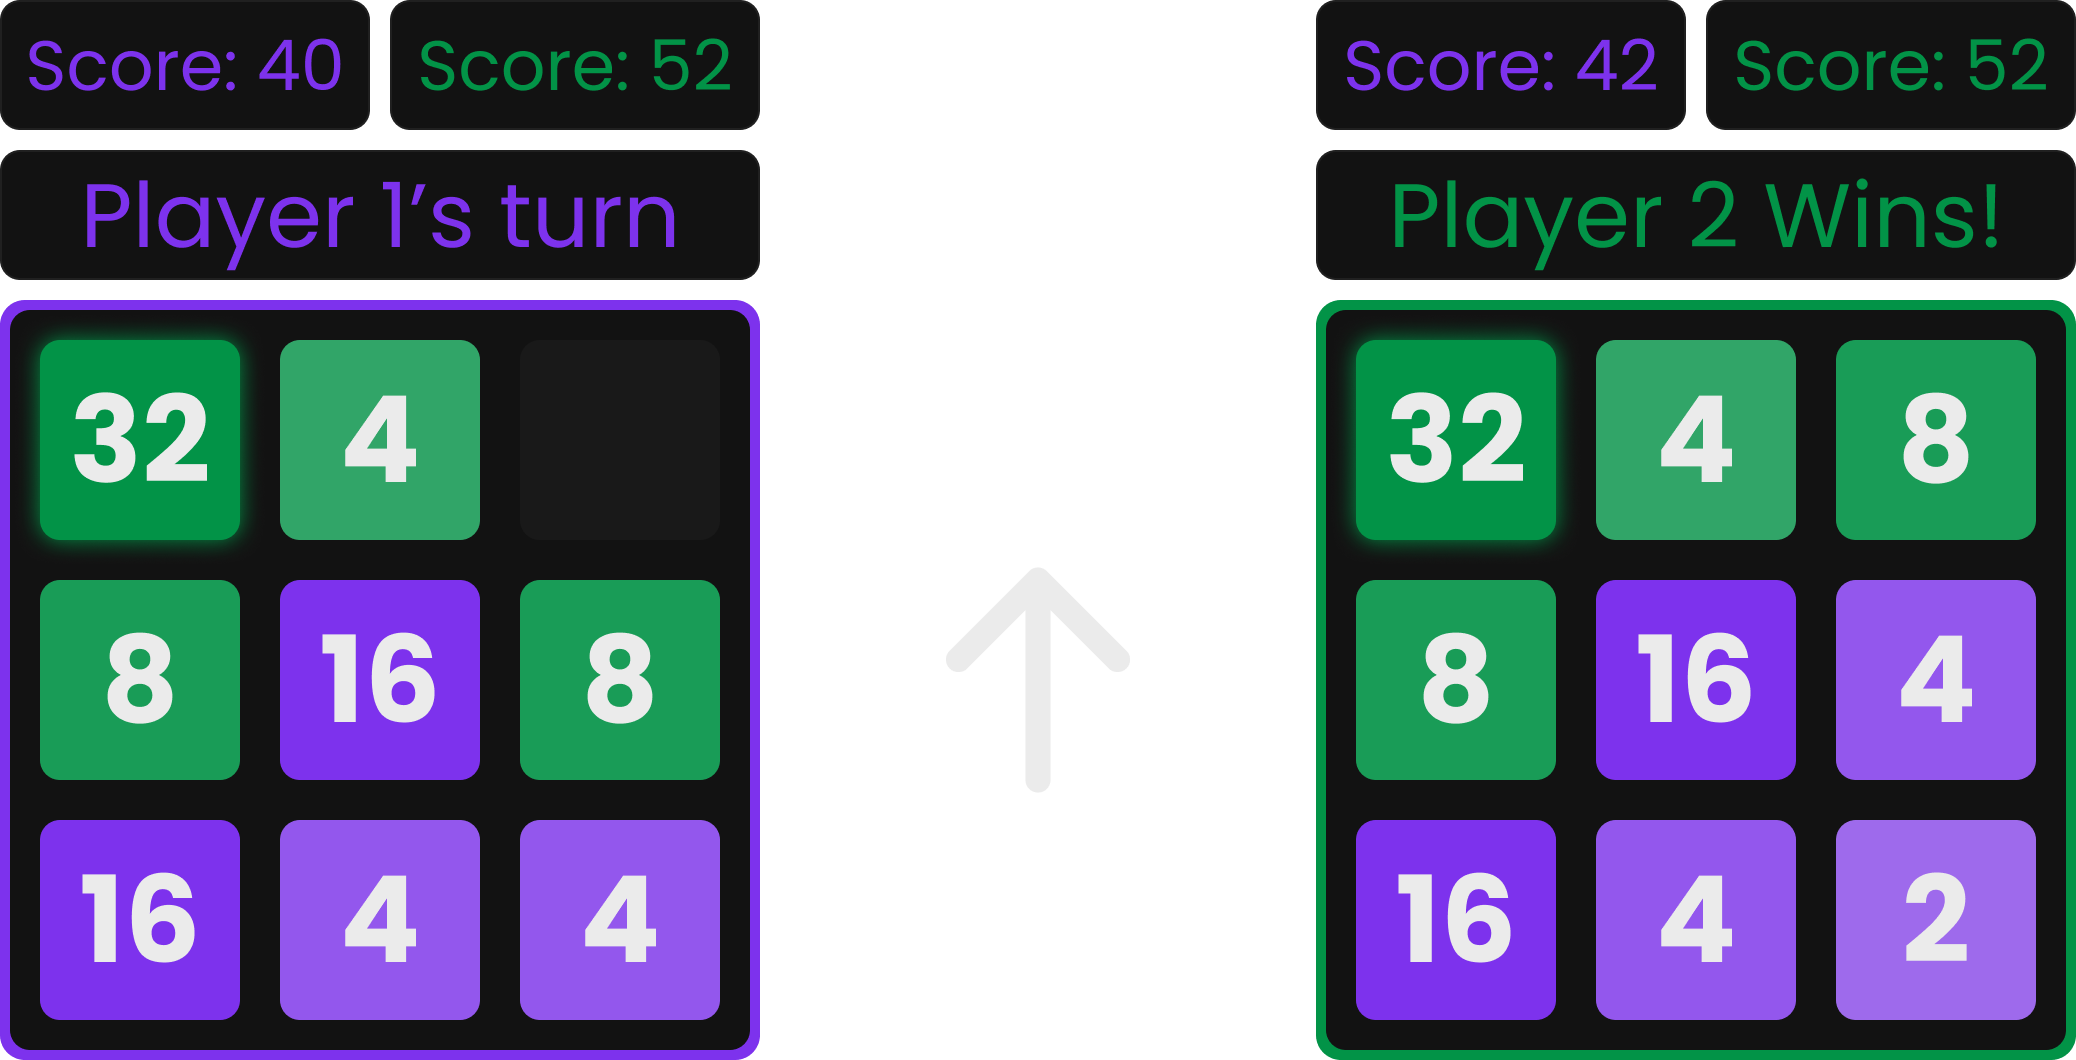 Score: 40
Score: 52
Player 1’s turn
32 4
8 16 8
16 4 4
Score: 42
Score: 52
Player 2 Wins!
32 4 8
8 16 4
16 4 2